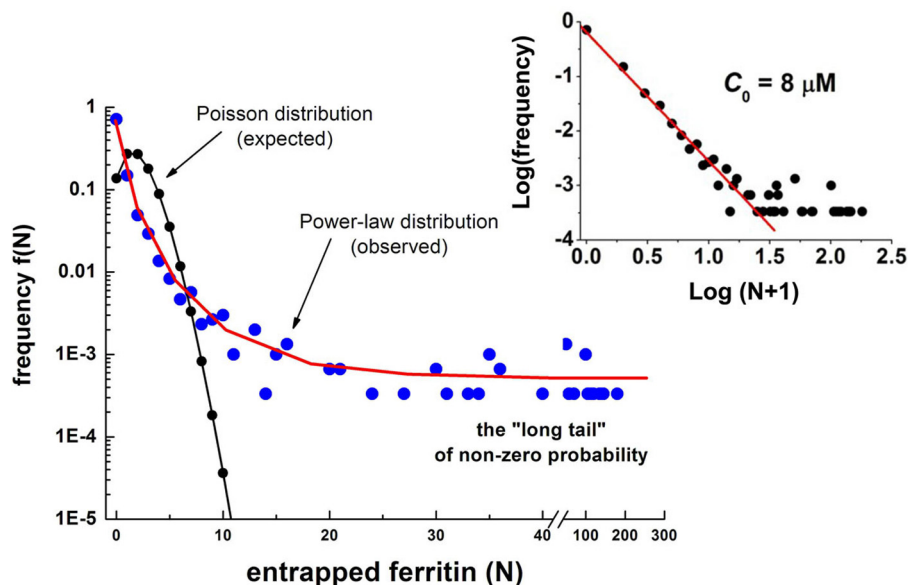 0
-1
-2
-3
-4
Log(frequency)
C0 = 8 μM
0.0
0.5
1.0
1.5
2.0
2.5
Log (N+1)
1
0.1
0.01
1E-3
1E-4
1E-5
frequency f(N)
Poisson distribution
(expected)
Power-law distribution
(observed)
the "long tail"
of non-zero probability
0
10
20
30
40
100
200
300
entrapped ferritin (N)